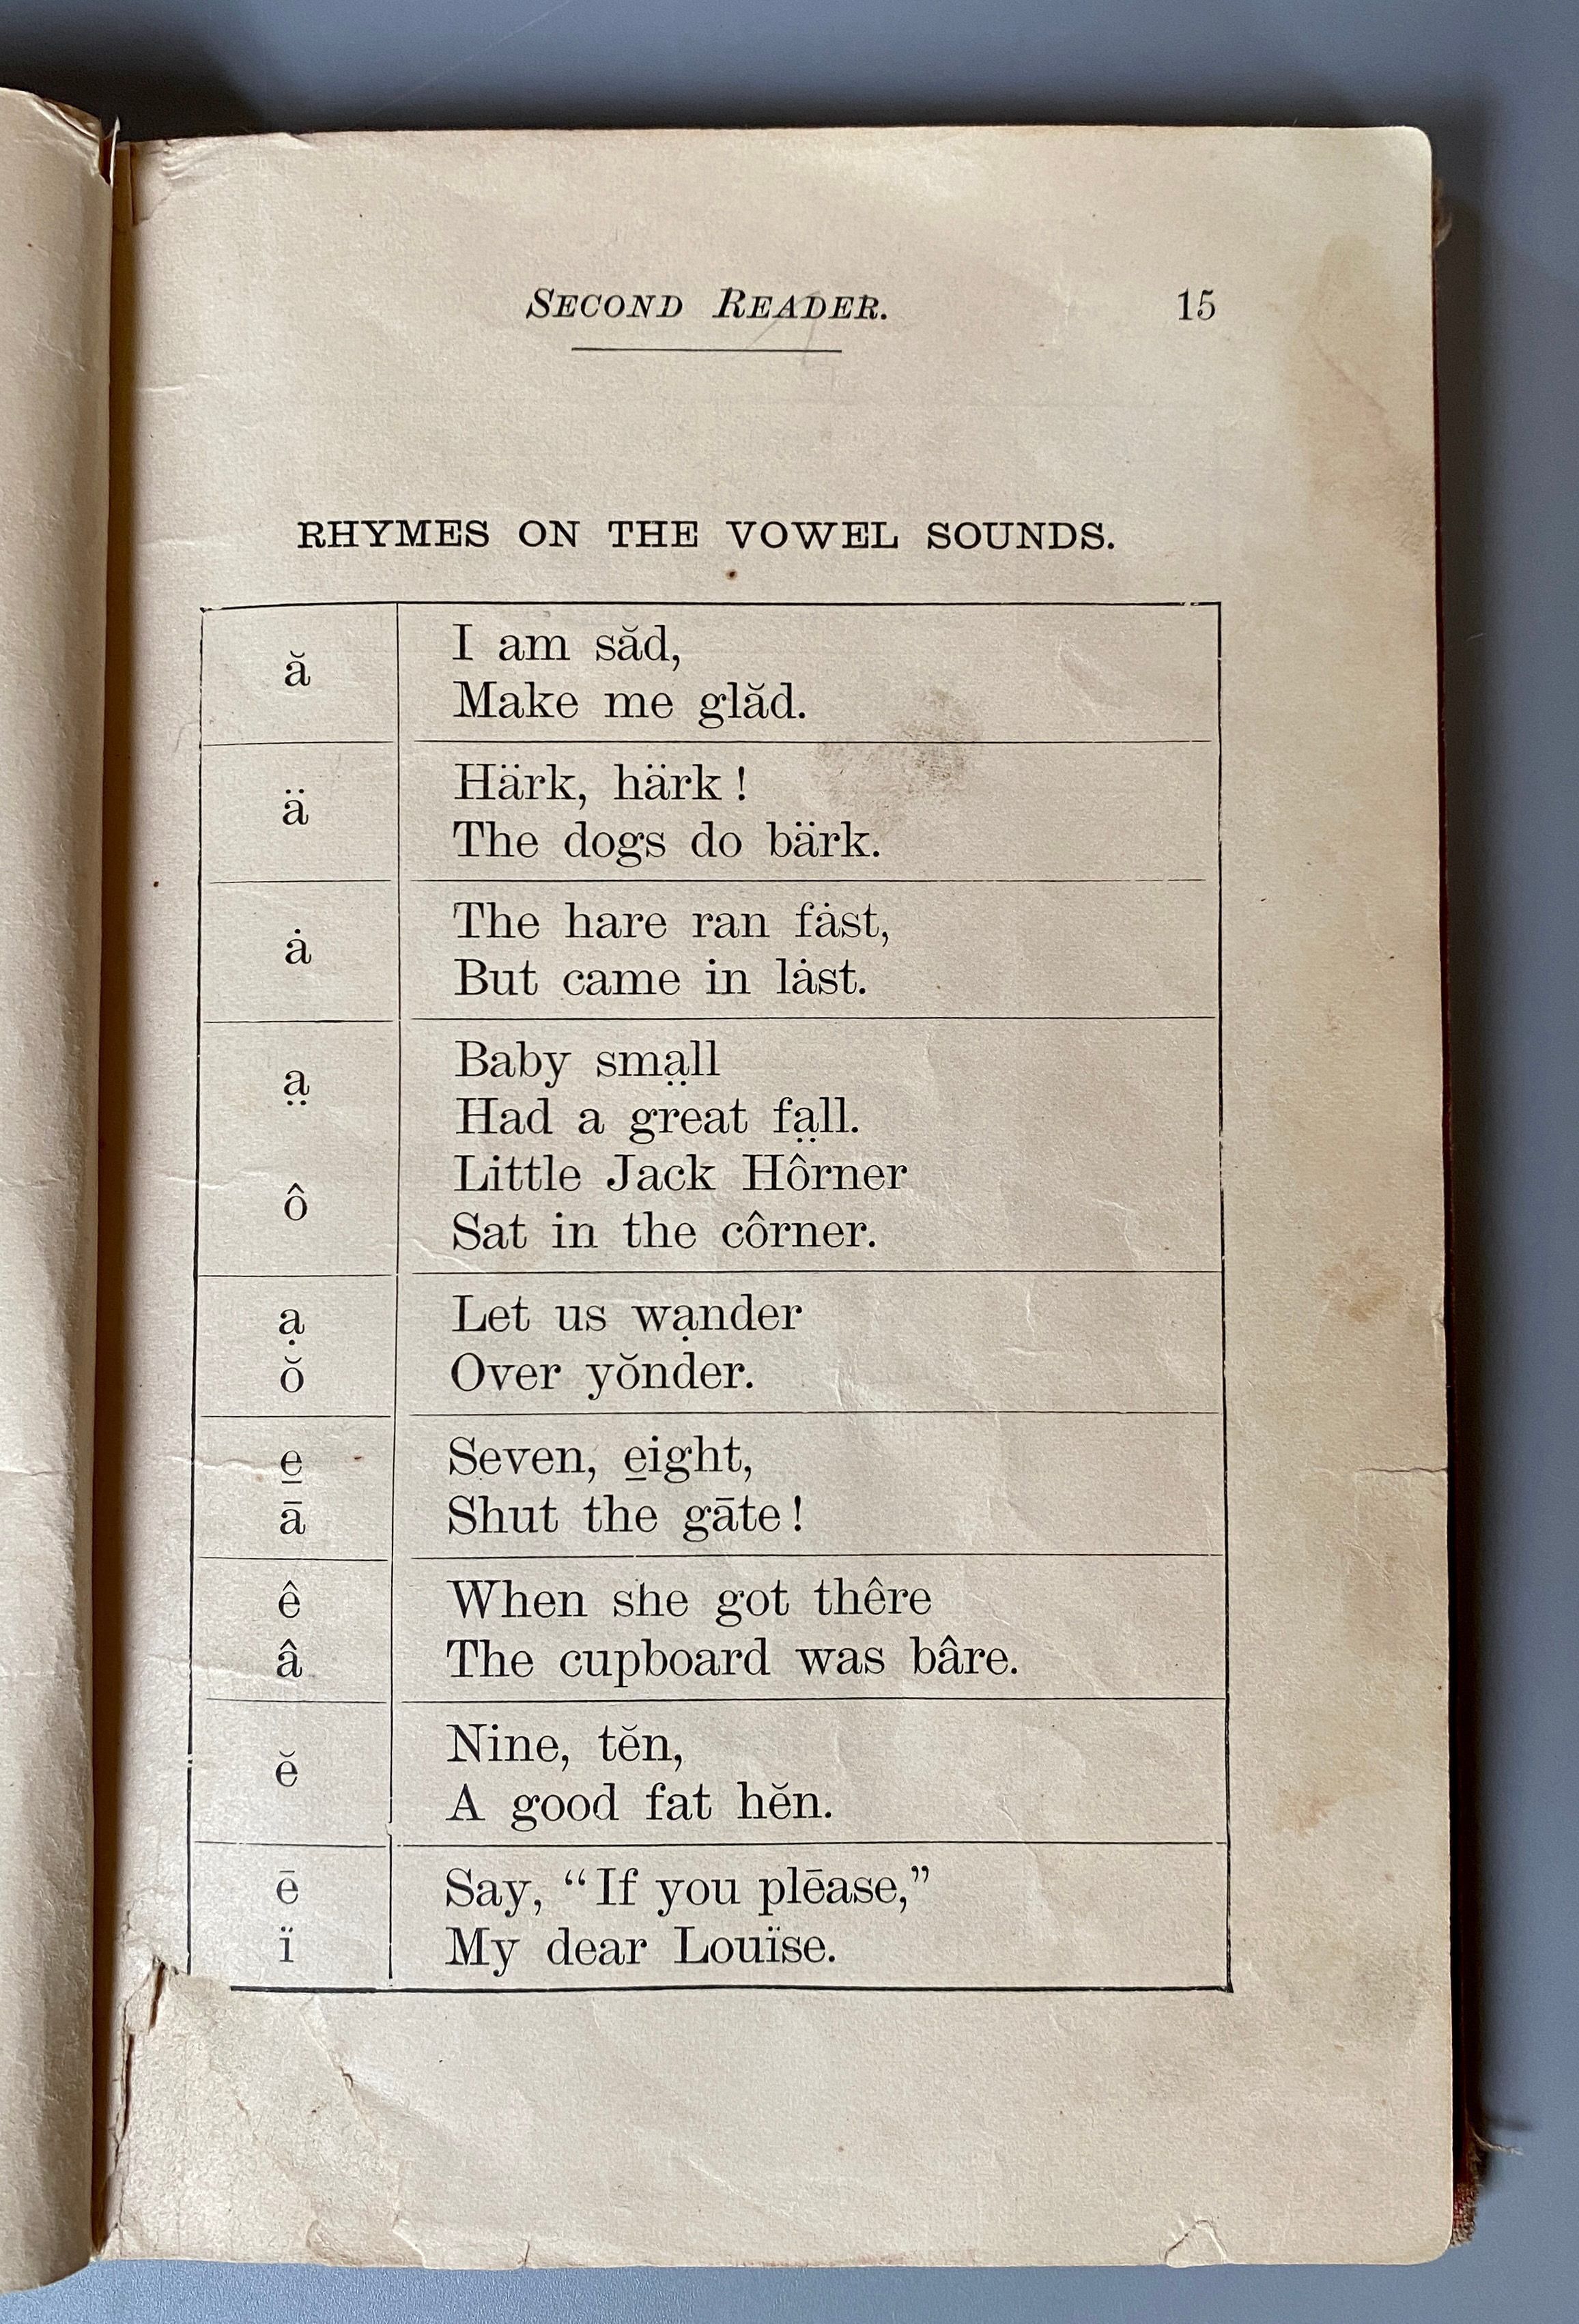 SECOND READER. 15
RHYMES ON THE VOWEL SOUNDS.
ă
I am săd,
Make me glăd.
ä
Härk, härk !
The dogs do bärk.
ȧ
The hare ran fȧst,
But came in lȧst.
a̤
Baby sma̤ll
Had a great fa̤ll.
ô
Little Jack Hôrner
Sat in the côrner.
ạ
Let us wạnder
ŏ
Over yŏnder.
e̱
Seven, e̱ight,
ā
Shut the gāte !
ê
When she got thêre
â
The cupboard was bâre.
ĕ
Nine, tĕn,
A good fat hĕn.
ē
Say, “If you plēase,”
ï
My dear Louïse.